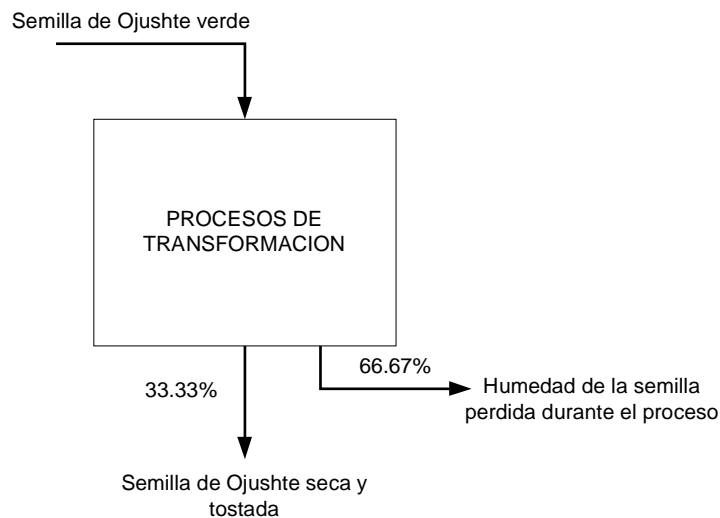 Semilla de Ojushte verde
PROCESOS DE
TRANSFORMACION
66.67%
33.33%
Humedad de la semilla
perdida durante el proceso
Semilla de Ojushte seca y
tostada